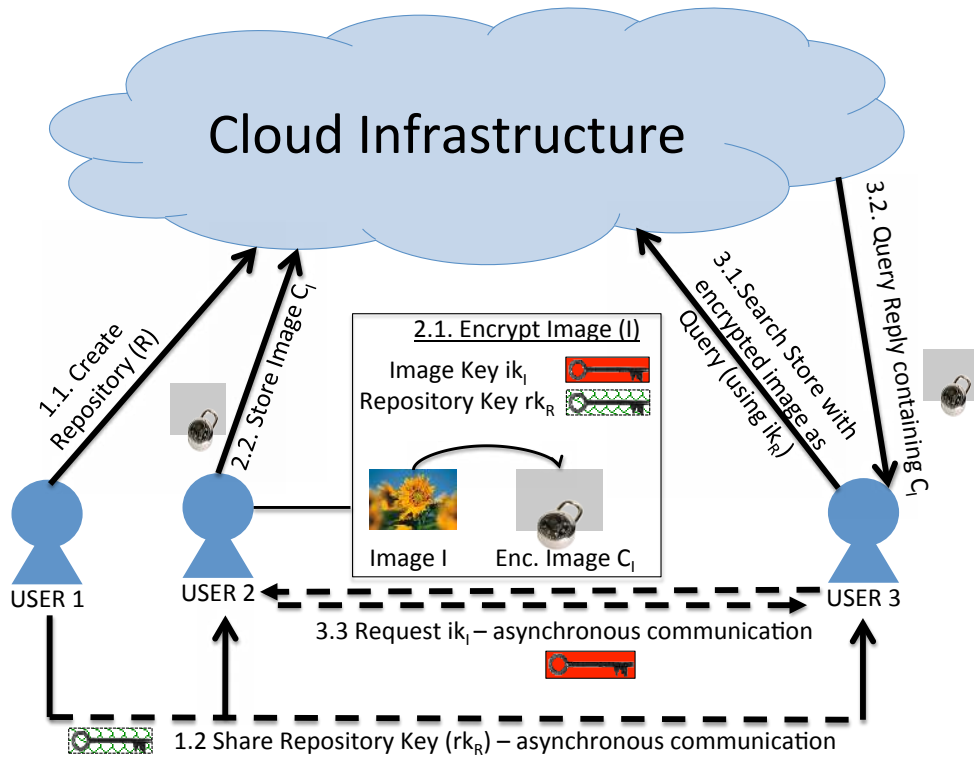 Cloud Infrastructure
1.1. Create
Repository (R)
2.2. Store Image C_I
2.1. Encrypt Image (I)
Image Key ik_I
Repository Key rk_R
Image I
Enc. Image C_I
3.1.Search Store with
encrypted image as
Query (using ik_R)
3.2. Query Reply containing C_I
USER 1
USER 2
USER 3
3.3 Request ik_I – asynchronous communication
1.2 Share Repository Key (rk_R) – asynchronous communication